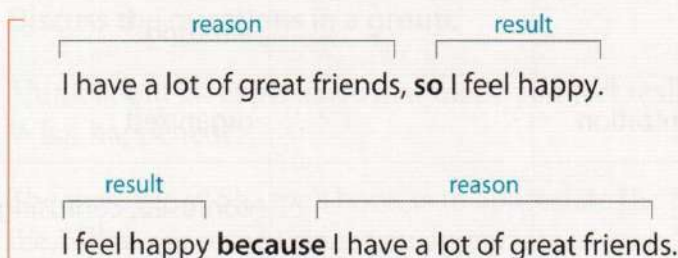 reason result
I have a lot of great friends, so I feel happy.
result reason
I feel happy because I have a lot of great friends.